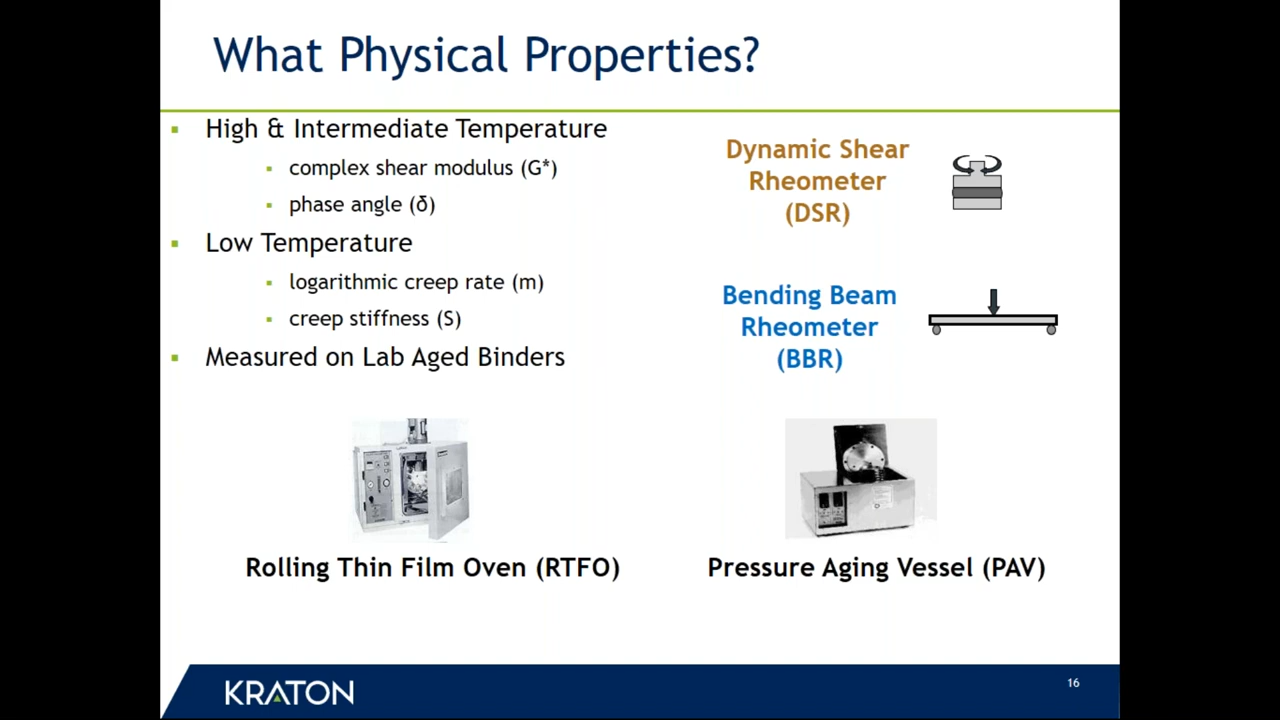 What Physical Properties?
High & Intermediate Temperature
complex shear modulus (G*)
phase angle (δ)
Low Temperature
logarithmic creep rate (m)
creep stiffness (S)
Measured on Lab Aged Binders
Dynamic Shear
Rheometer
(DSR)
Bending Beam
Rheometer
(BBR)
Rolling Thin Film Oven (RTFO)
Pressure Aging Vessel (PAV)
KRATON
16